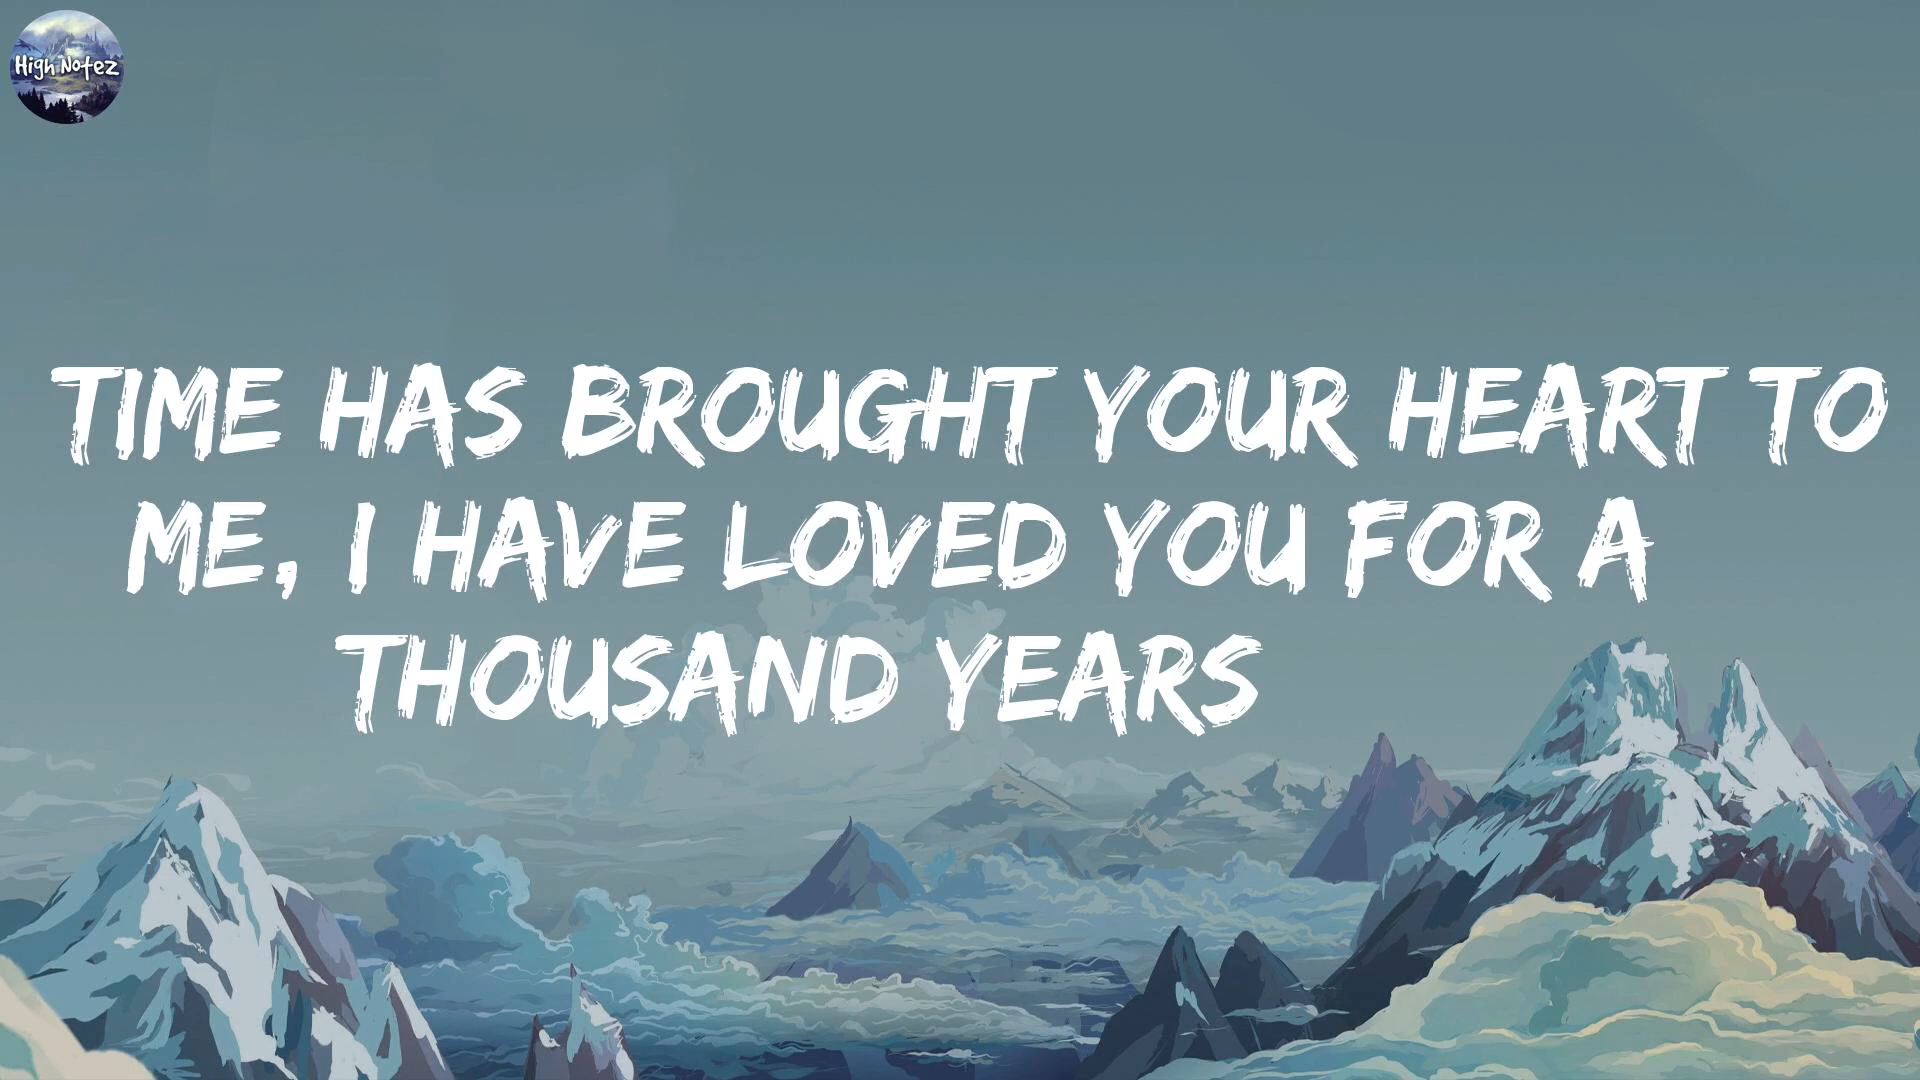 High Notez
TIME HAS BROUGHT YOUR HEART TO
ME, I HAVE LOVED YOU FOR A
THOUSAND YEARS